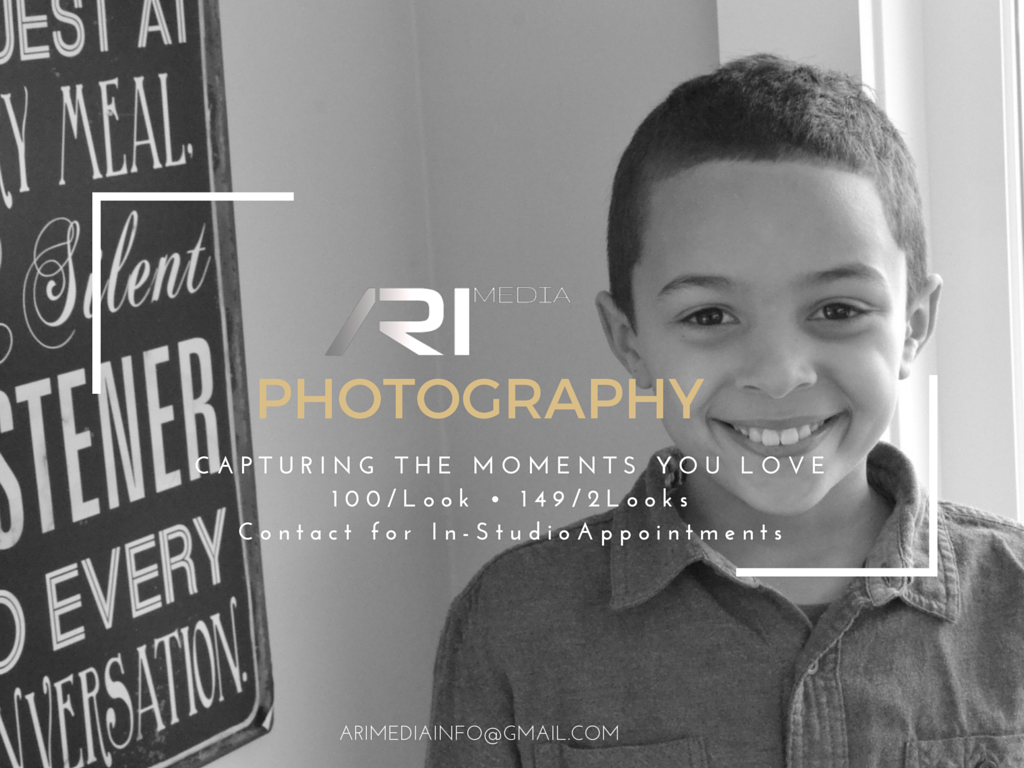 UEST AT
Y MEAL.
Silent
STENER
O EVERY
NVERSATION.
ARI MEDIA
PHOTOGRAPHY
CAPTURING THE MOMENTS YOU LOVE
100/Look • 149/2Looks
Contact for In-StudioAppointments
ARIMEDIAINFO@GMAIL.COM